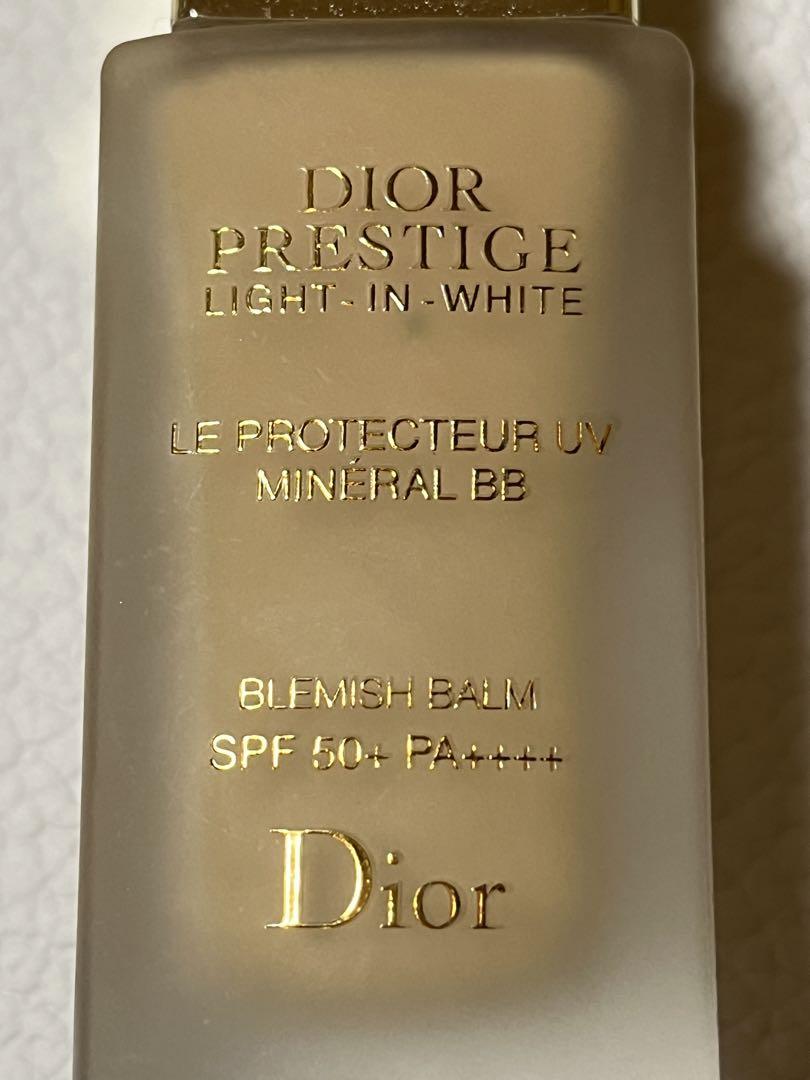 DIOR
PRESTIGE
LIGHT-IN-WHITE
LE PROTECTEUR UV
MINÉRAL BB
BLEMISH BALM
SPF 50+ PA++++
Dior